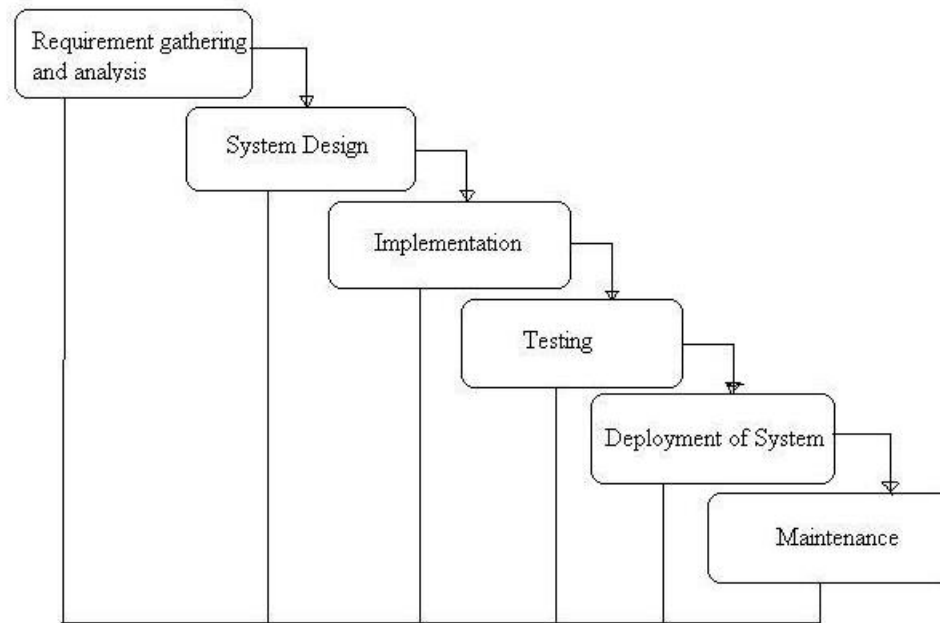 Requirement gathering
and analysis
System Design
Implementation
Testing
Deployment of System
Maintenance